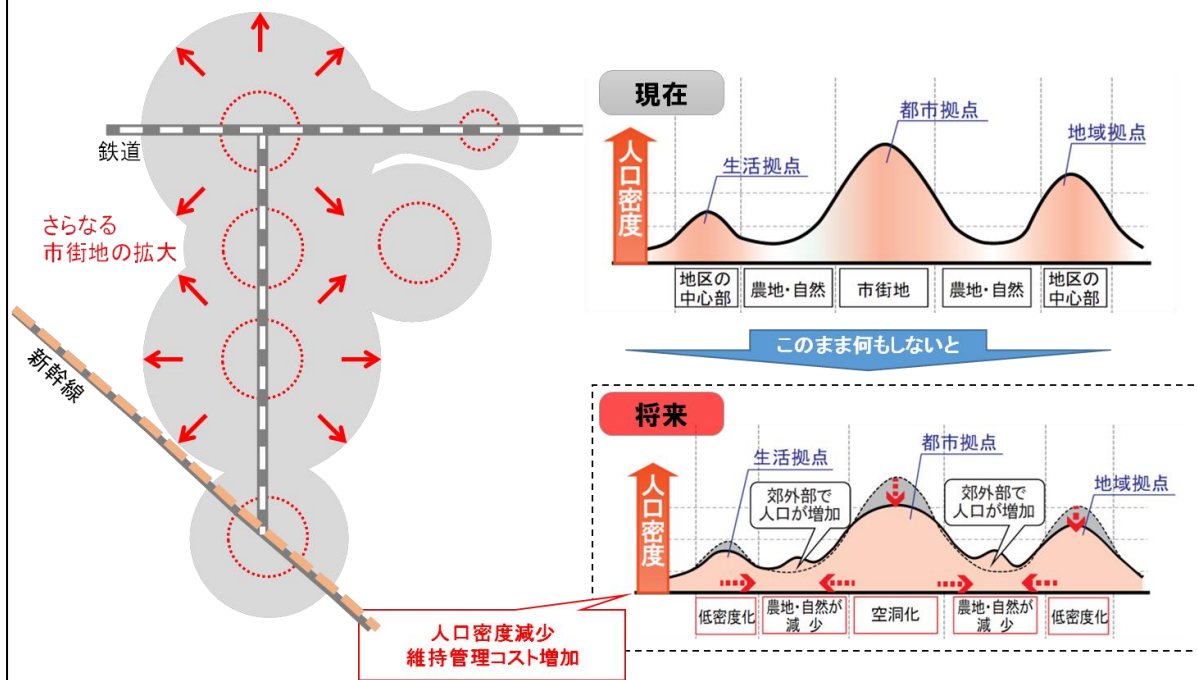 鉄道
さらなる
市街地の拡大
新幹線
現在
人口密度
生活拠点
都市拠点
地域拠点
地区の
中心部
農地・自然
市街地
農地・自然
地区の
中心部
このまま何もしないと
将来
人口密度
生活拠点
都市拠点
地域拠点
郊外部で
人口が増加
郊外部で
人口が増加
低密度化
農地・自然が
減少
空洞化
農地・自然が
減少
低密度化
人口密度減少
維持管理コスト増加